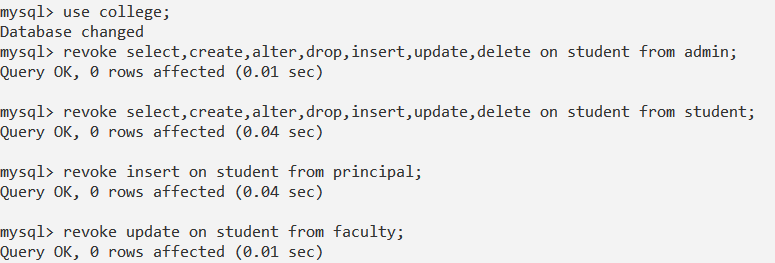 mysql> use college;
Database changed
mysql> revoke select,create,alter,drop,insert,update,delete on student from admin;
Query OK, 0 rows affected (0.01 sec)
mysql> revoke select,create,alter,drop,insert,update,delete on student from student;
Query OK, 0 rows affected (0.04 sec)
mysql> revoke insert on student from principal;
Query OK, 0 rows affected (0.04 sec)
mysql> revoke update on student from faculty;
Query OK, 0 rows affected (0.01 sec)